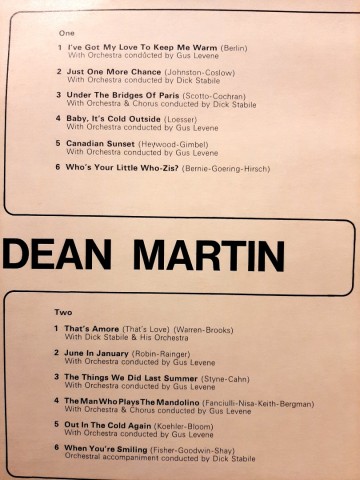 One
1 I've Got My Love To Keep Me Warm (Berlin)
With Orchestra conducted by Gus Levene
2 Just One More Chance (Johnston-Coslow)
With Orchestra conducted by Dick Stabile
3 Under The Bridges Of Paris (Scotto-Cochran)
With Orchestra & Chorus conducted by Dick Stabile
4 Baby, It's Cold Outside (Loesser)
With Orchestra conducted by Gus Levene
5 Canadian Sunset (Heywood-Gimbel)
With Orchestra conducted by Gus Levene
6 Who's Your Little Who-Zis? (Bernie-Goering-Hirsch)
DEAN MARTIN
Two
1 That's Amore (That's Love) (Warren-Brooks)
With Dick Stabile & His Orchestra
2 June In January (Robin-Rainger)
With Orchestra conducted by Gus Levene
3 The Things We Did Last Summer (Styne-Cahn)
With Orchestra conducted by Gus Levene
4 The Man Who Plays The Mandolino (Fanciulli-Nisa-Keith-Bergman)
With Orchestra & Chorus conducted by Gus Levene
5 Out In The Cold Again (Koehler-Bloom)
With Orchestra conducted by Gus Levene
6 When You're Smiling (Fisher-Goodwin-Shay)
Orchestral accompaniment conducted by Dick Stabile